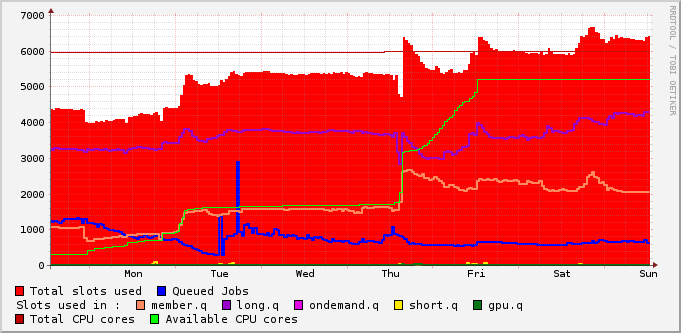 7000
6000
5000
4000
3000
2000
1000
0
Mon Tue Wed Thu Fri Sat Sun
Total slots used Queued Jobs
Slots used in : member.q long.q ondemand.q short.q gpu.q
Total CPU cores Available CPU cores
RRDTOOL / TOBI OETIKER